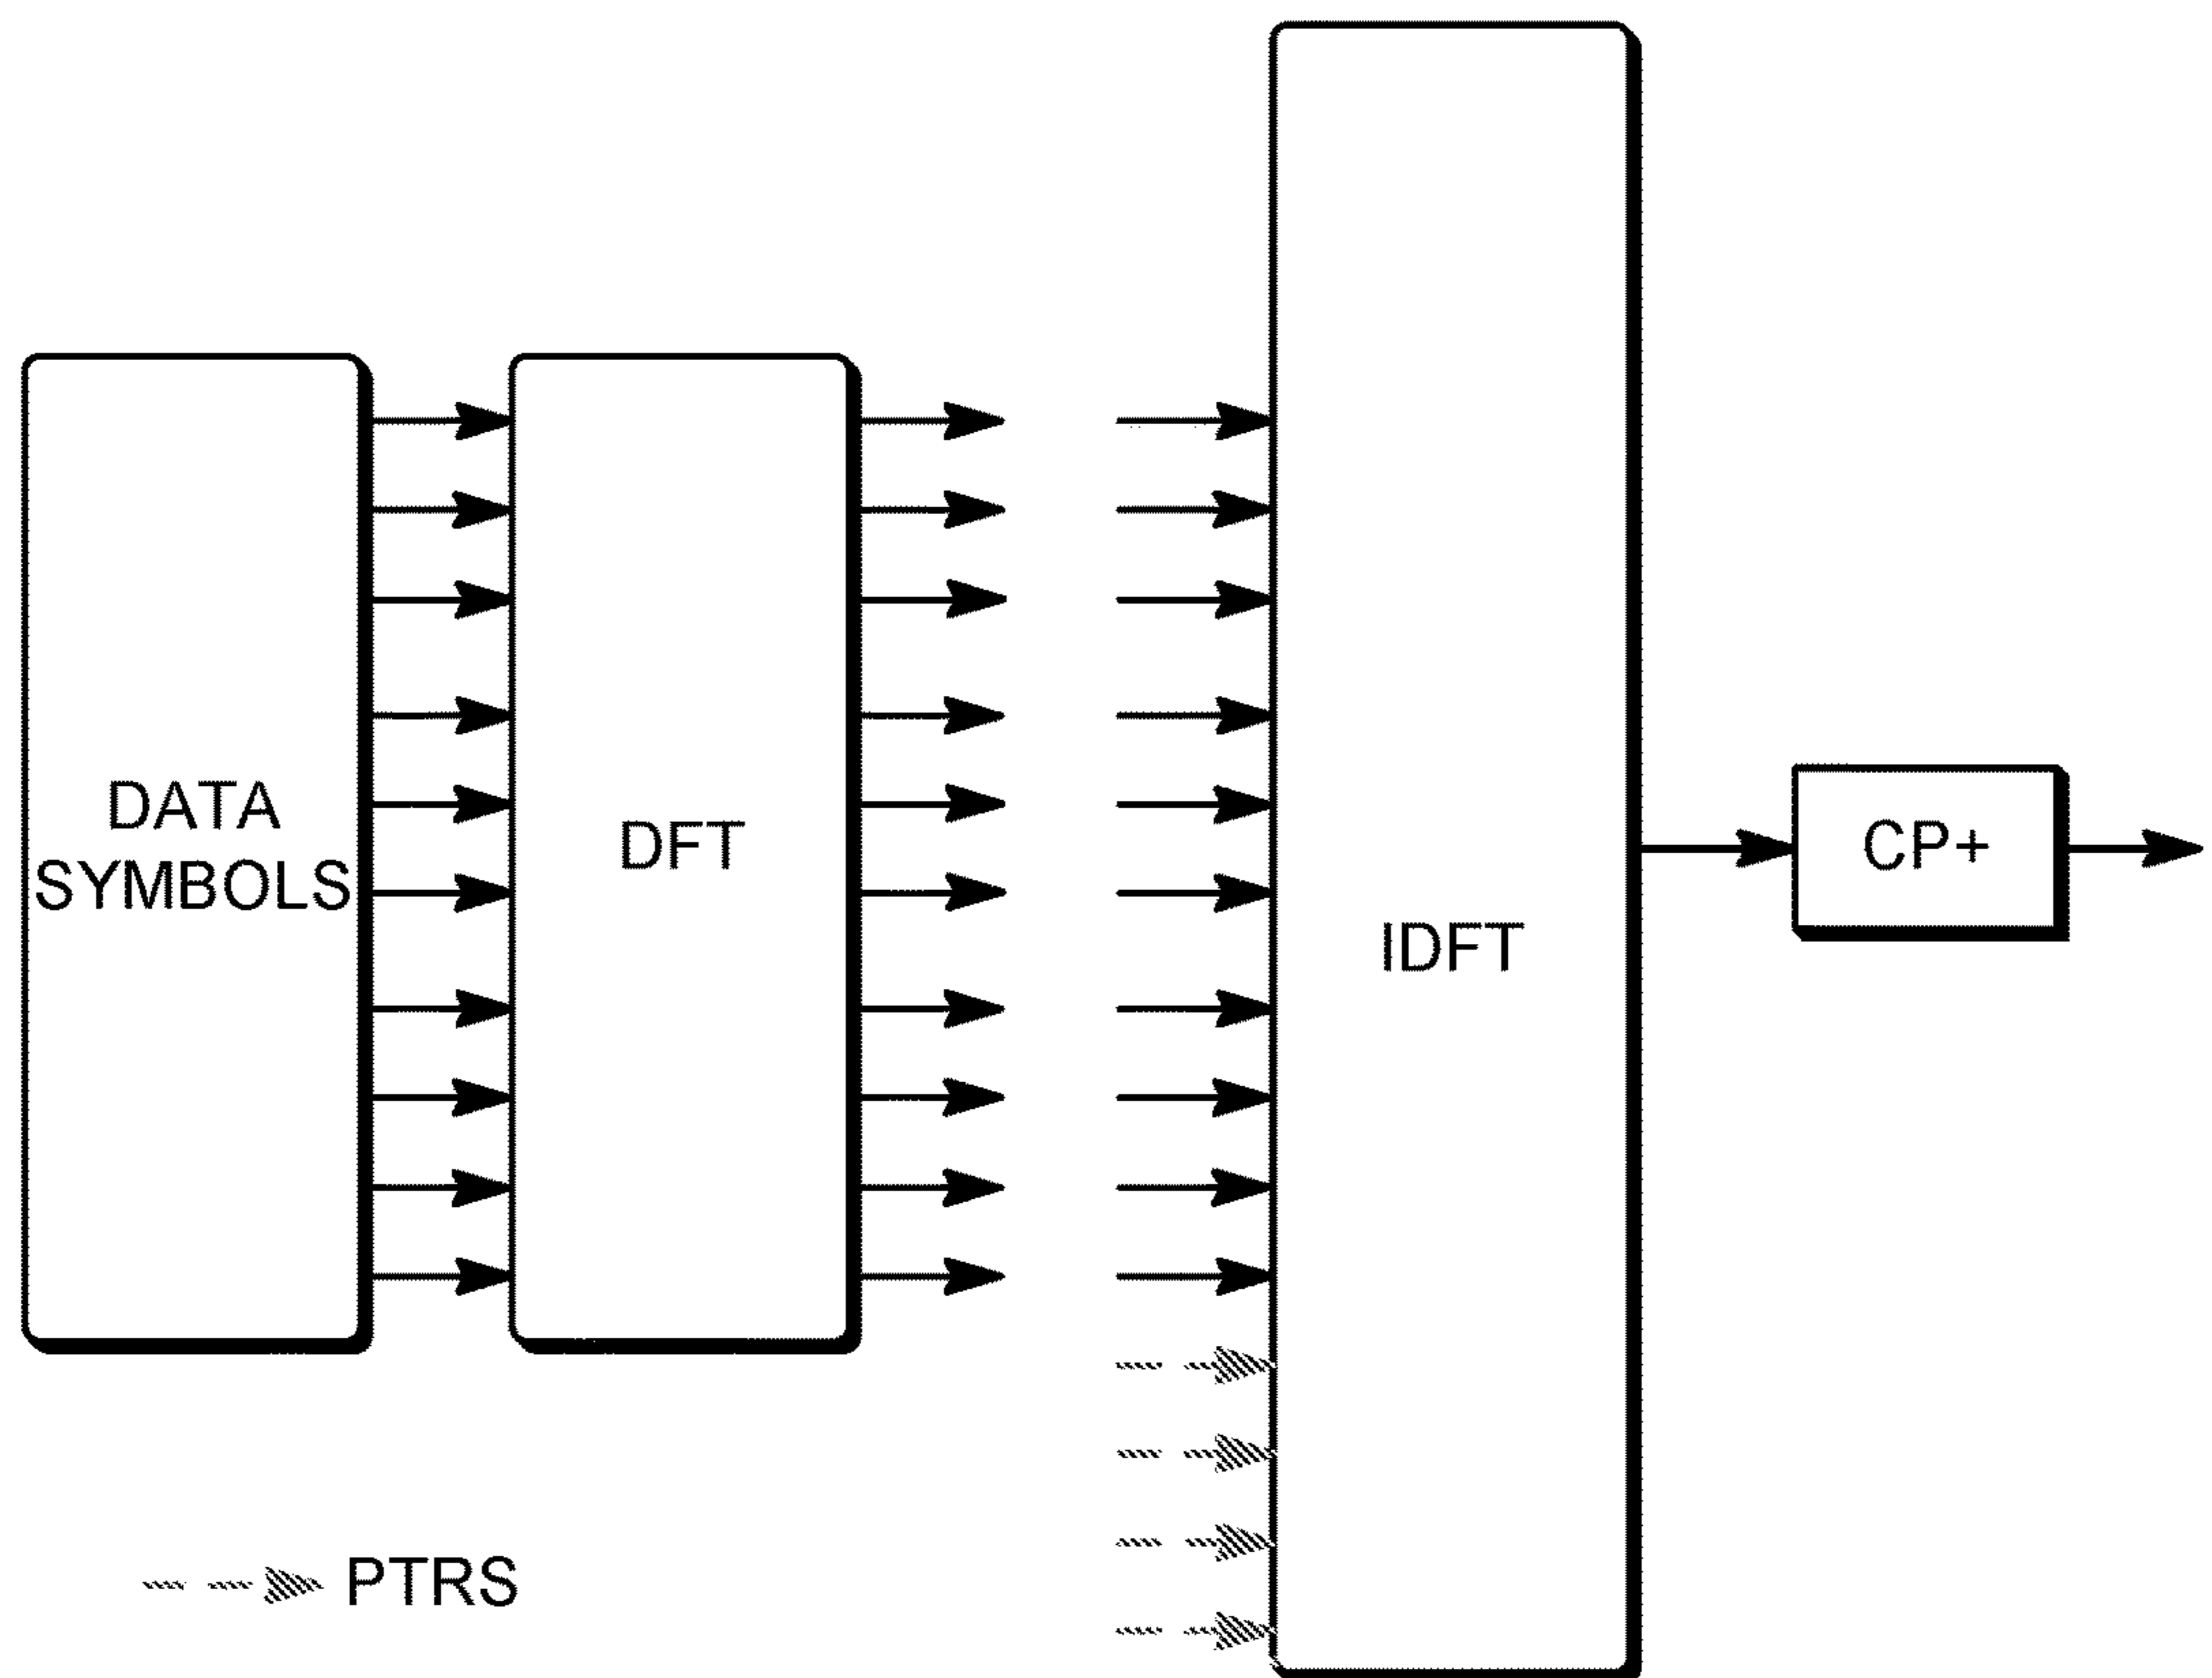 DATA
SYMBOLS
DFT
IDFT
CP+
PTRS